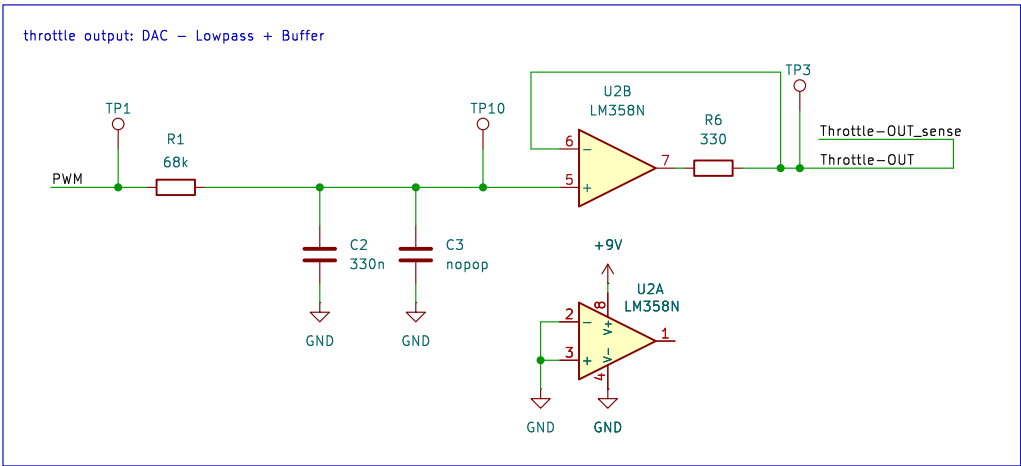 throttle output: DAC - Lowpass + Buffer
TP1
R1
68k
PWM
C2
330n
GND
C3
nopop
GND
TP10
U2B
LM358N
6
-
5
+
7
R6
330
TP3
Throttle-OUT_sense
Throttle-OUT
+9V
U2A
LM358N
8
V+
2
-
3
+
1
V-
4
GND
GND